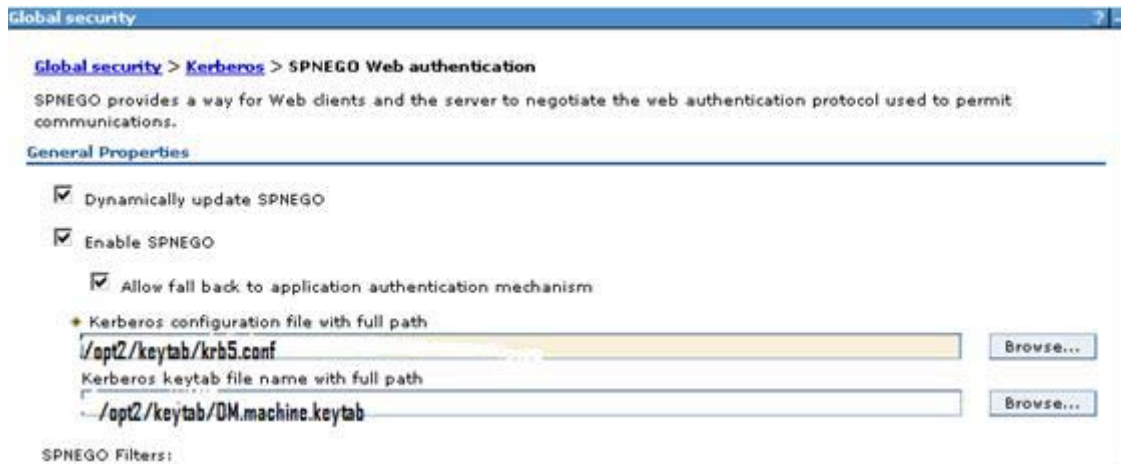 Global security
? -
Global security > Kerberos > SPNEGO Web authentication
SPNEGO provides a way for Web clients and the server to negotiate the web authentication protocol used to permit
communications.
General Properties
Dynamically update SPNEGO
Enable SPNEGO
Allow fall back to application authentication mechanism
Kerberos configuration file with full path
/opt2/keytab/krb5.conf
Browse...
Kerberos keytab file name with full path
/opt2/keytab/DM.machine.keytab
Browse...
SPNEGO Filters: